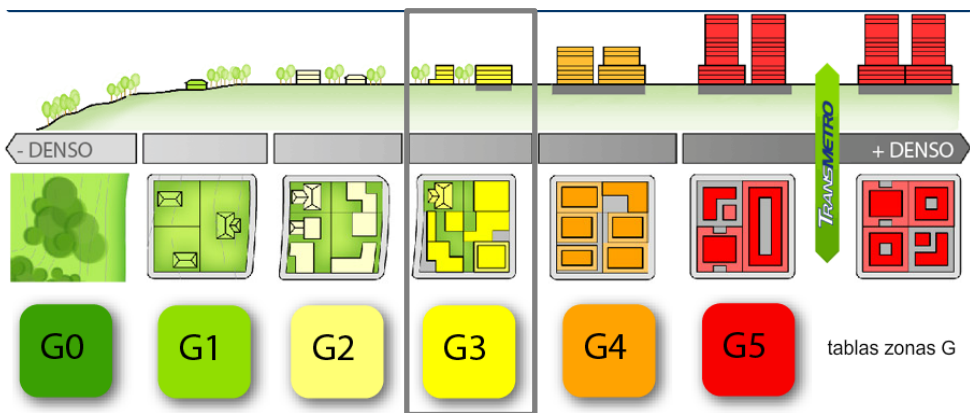 - DENSO
+ DENSO
TRANSMETRO
G0
G1
G2
G3
G4
G5
tablas zonas G